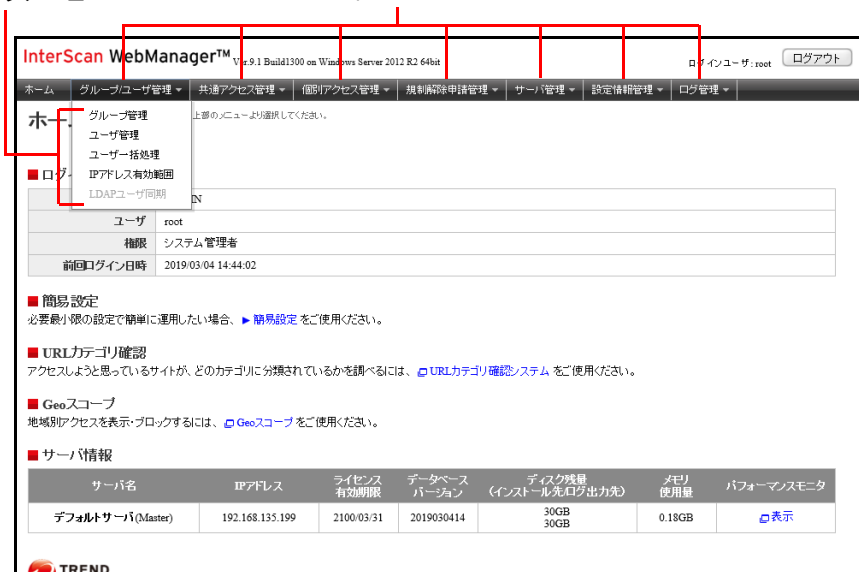 InterScan WebManager™ Ver.9.1 Build1300 on Windows Server 2012 R2 64bit
ログインユーザ: root ログアウト
ホーム グループ/ユーザ管理 共通アクセス管理 個別アクセス管理 規制解除申請管理 サーバ管理 設定情報管理 ログ管理
ホー 上部のメニューより選択してください。
グループ管理
ユーザ管理
ユーザ一括処理
IPアドレス有効範囲
LDAPユーザ同期
ログイ
IN
ユーザ root
権限 システム管理者
前回ログイン日時 2019/03/04 14:44:02
簡易設定
必要最小限の設定で簡単に運用したい場合、 簡易設定 をご使用ください。
URLカテゴリ確認
アクセスしようと思っているサイトが、どのカテゴリに分類されているかを調べるには、 URLカテゴリ確認システム をご使用ください。
Geoスコープ
地域別アクセスを表示・ブロックするには、 Geoスコープ をご使用ください。
サーバ情報
サーバ名 IPアドレス ライセンス有効期限 データベースバージョン ディスク残量(インストール先/ログ出力先) メモリ使用量 パフォーマンスモニタ
デフォルトサーバ(Master) 192.168.135.199 2100/03/31 2019030414 30GB 30GB 0.18GB 表示
TREND